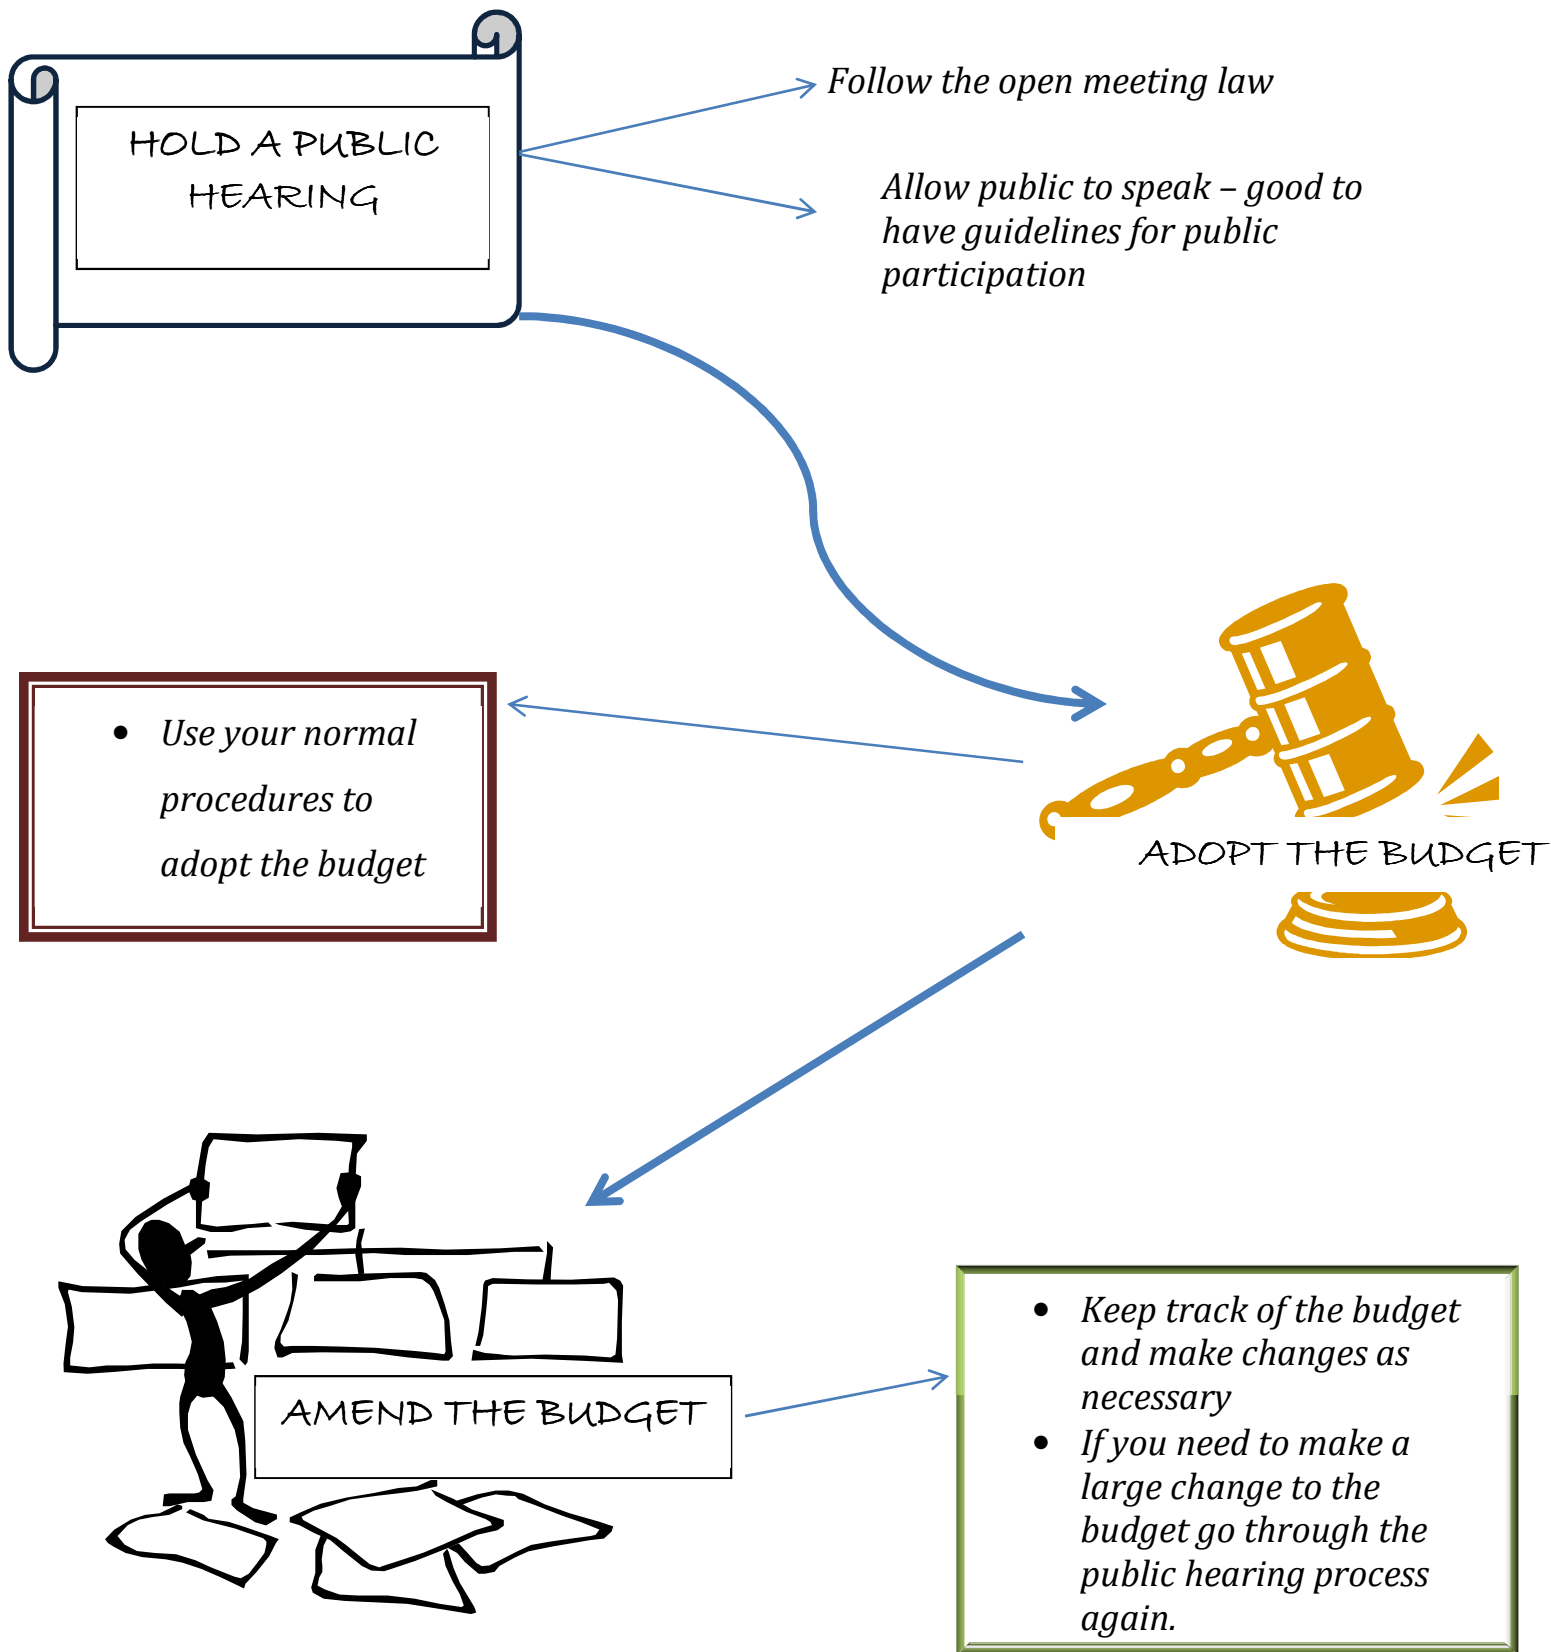 Follow the open meeting law
HOLD A PUBLIC
HEARING
Allow public to speak – good to
have guidelines for public
participation
• Use your normal
procedures to
adopt the budget
ADOPT THE BUDGET
AMEND THE BUDGET
• Keep track of the budget
and make changes as
necessary
• If you need to make a
large change to the
budget go through the
public hearing process
again.